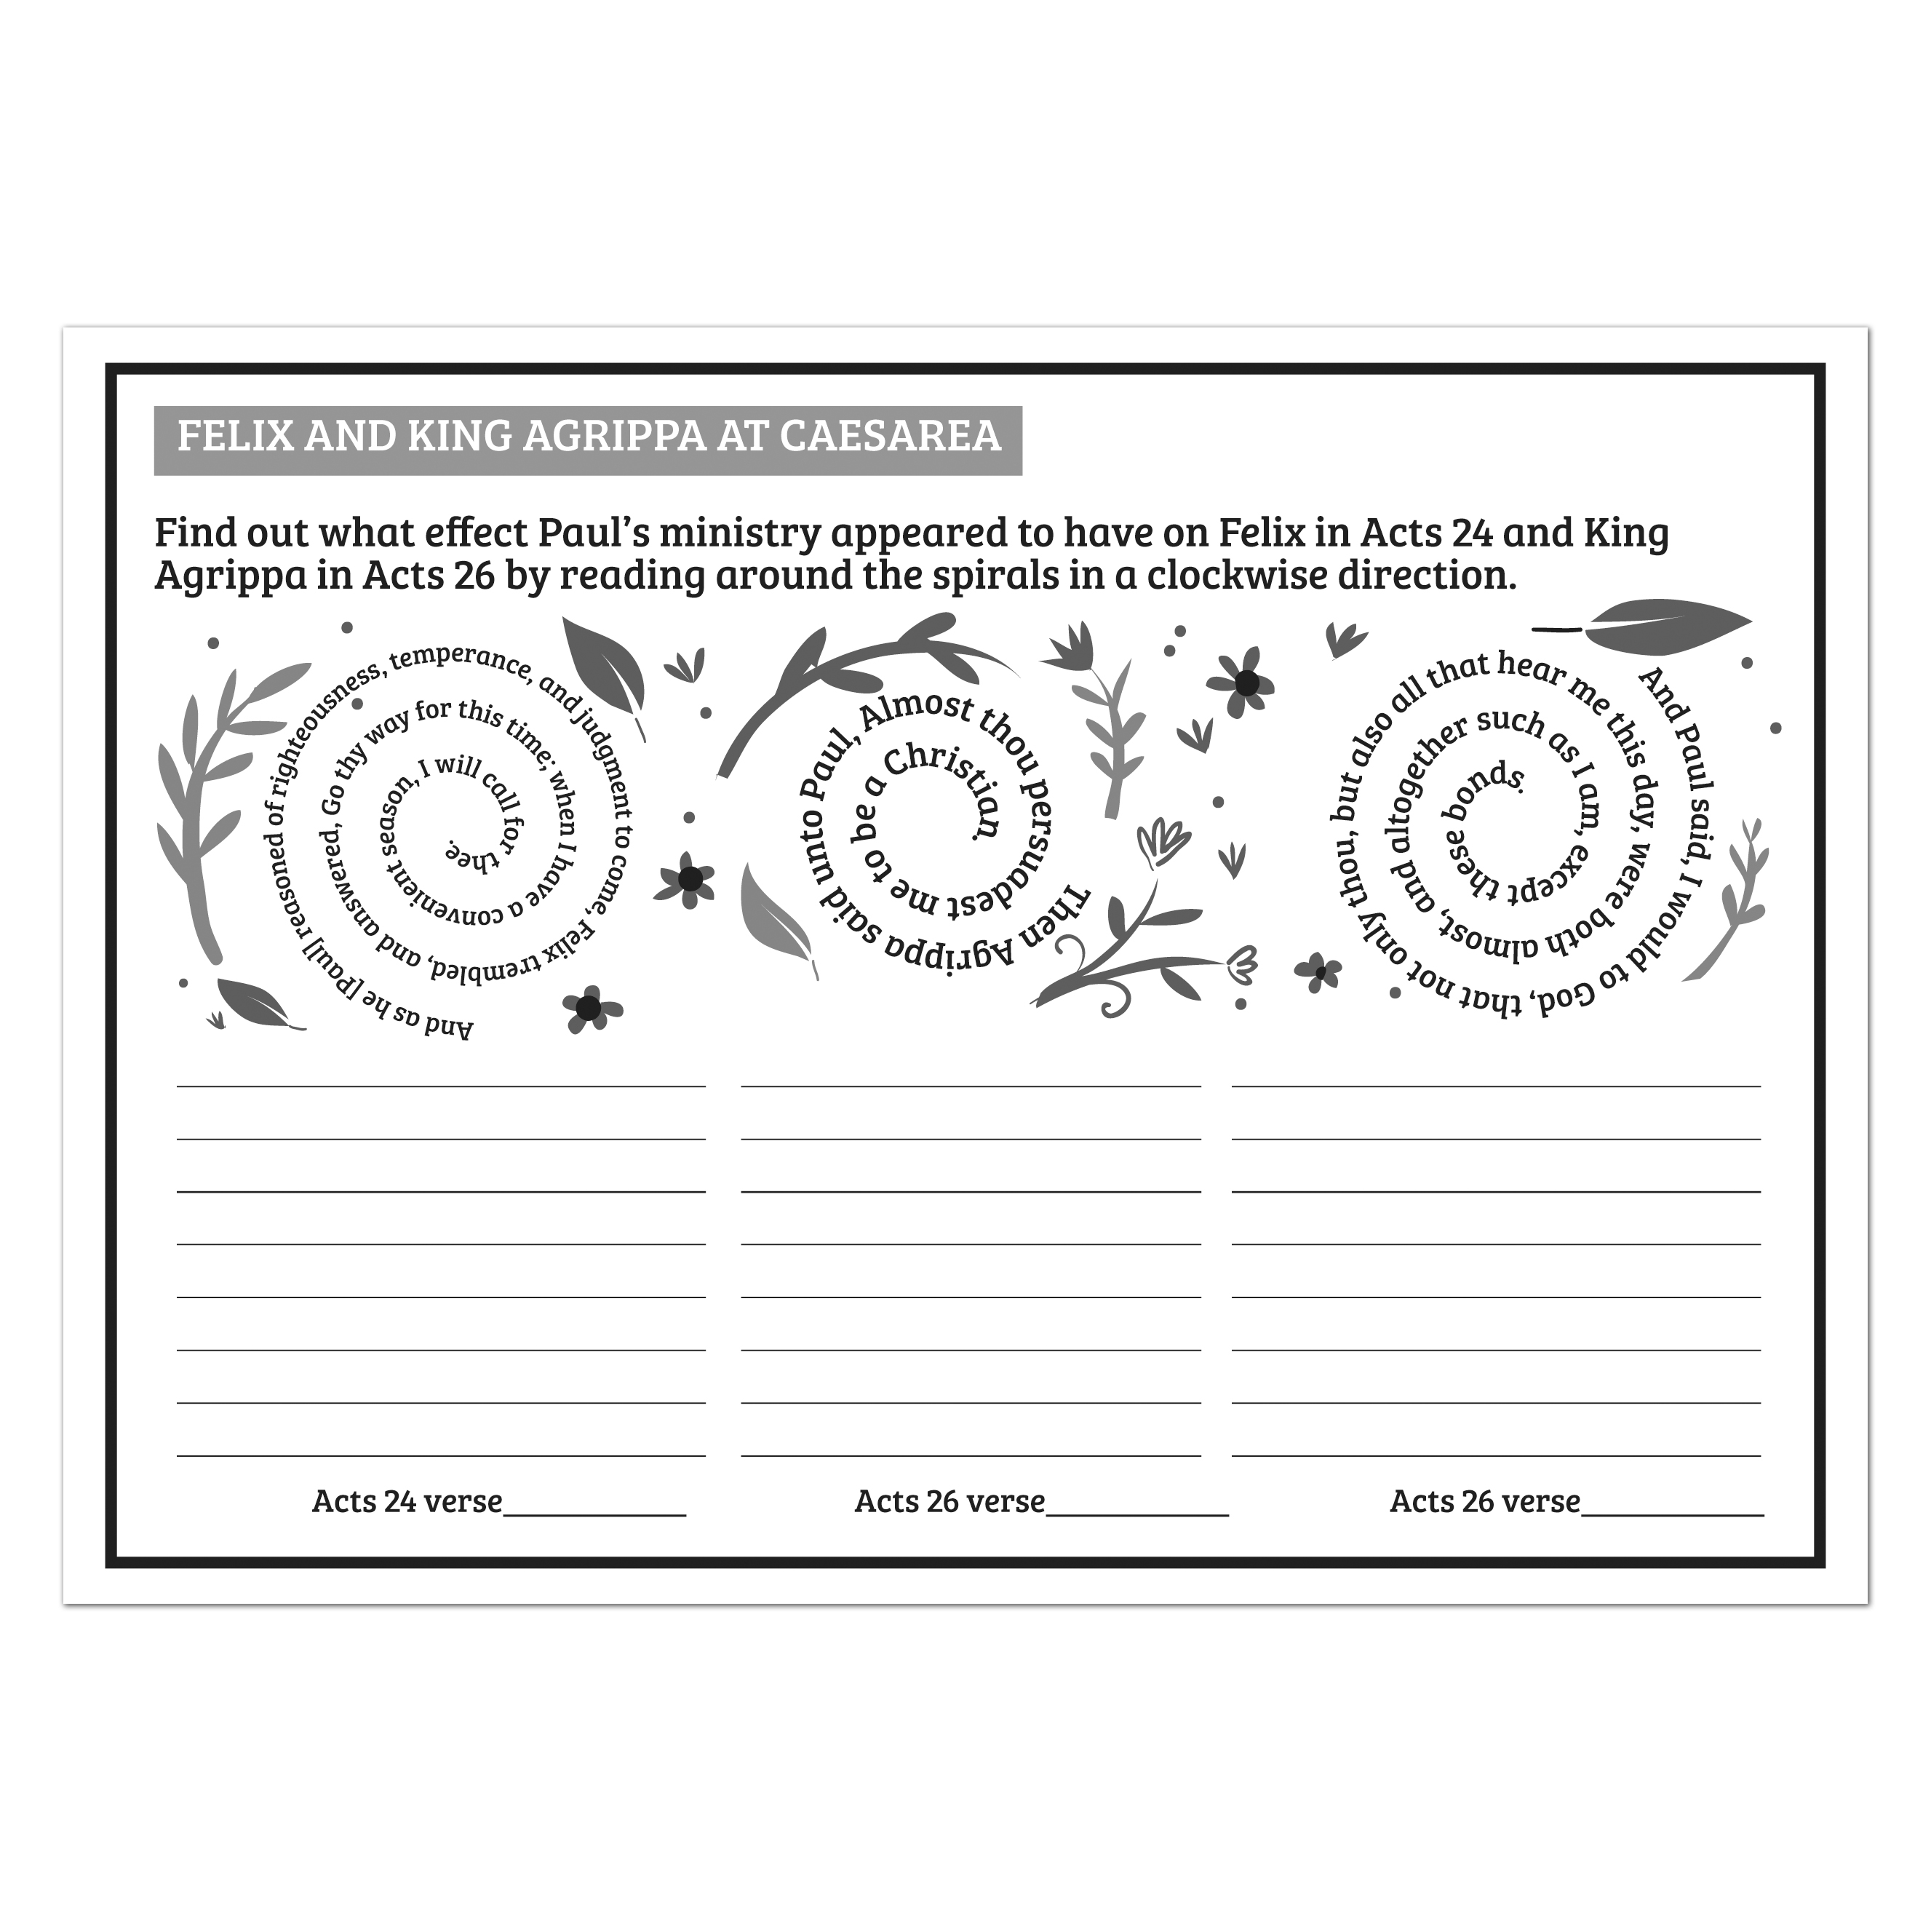 FELIX AND KING AGRIPPA AT CAESAREA
Find out what effect Paul’s ministry appeared to have on Felix in Acts 24 and King
Agrippa in Acts 26 by reading around the spirals in a clockwise direction.
And as he [Paul] reasoned of righteousness, temperance, and judgment to come, Felix trembled, and answered, Go thy way for this time; when I have a convenient season, I will call for thee.
Then Agrippa said unto Paul, Almost thou persuadest me to be a Christian.
And Paul said, I would to God, that not only thou, but also all that hear me this day, were both almost, and altogether such as I am, except these bonds.
Acts 24 verse
Acts 26 verse
Acts 26 verse